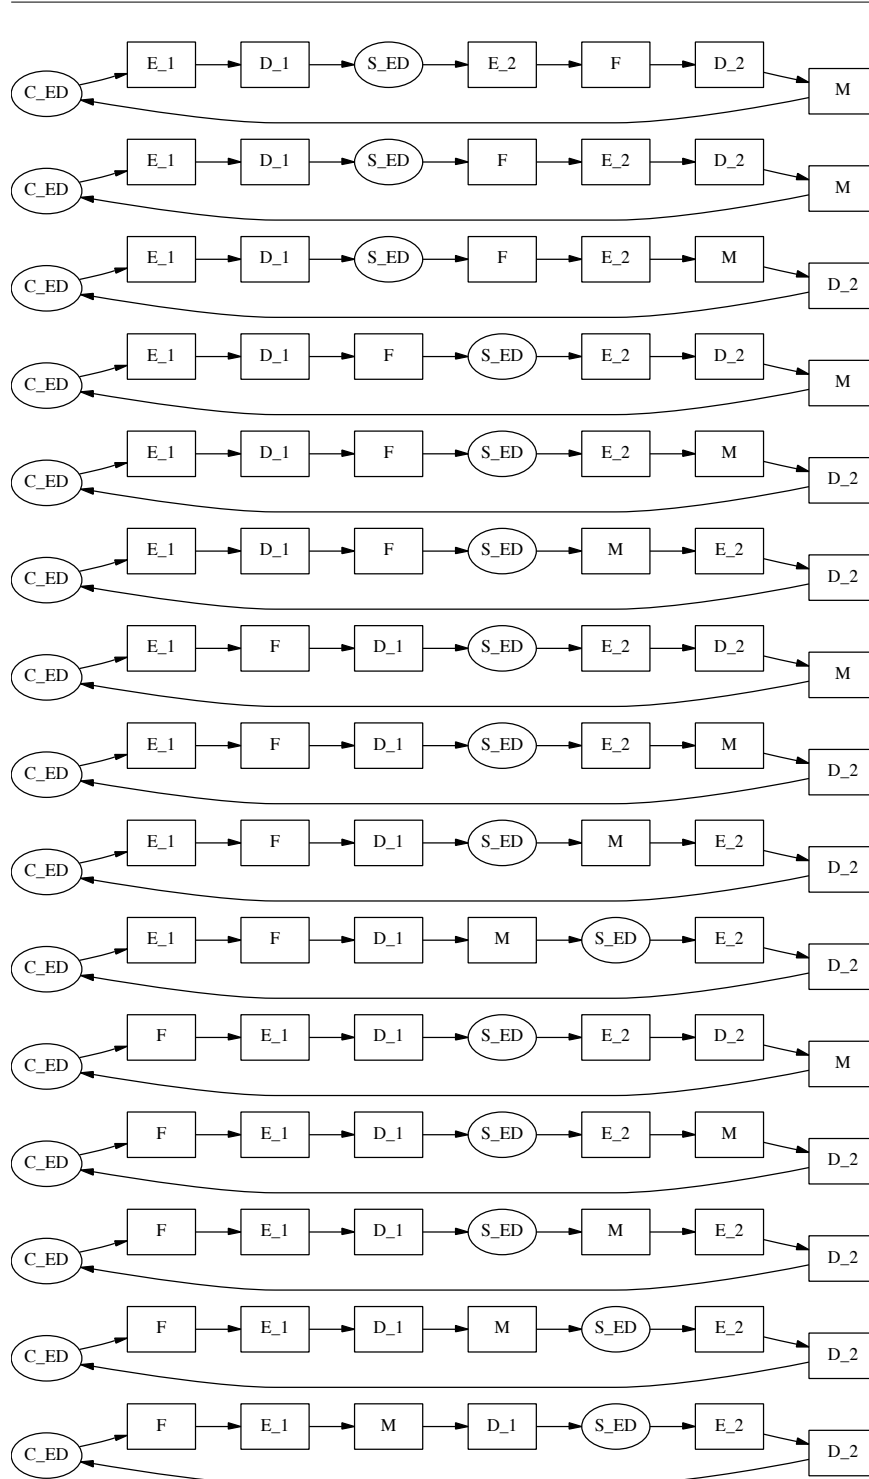 E_1 D_1 S_ED E_2 F D_2
C_ED M
E_1 D_1 S_ED F E_2 D_2
C_ED M
E_1 D_1 S_ED F E_2 M
C_ED D_2
E_1 D_1 F S_ED E_2 D_2
C_ED M
E_1 D_1 F S_ED E_2 M
C_ED D_2
E_1 D_1 F S_ED M E_2
C_ED D_2
E_1 F D_1 S_ED E_2 D_2
C_ED M
E_1 F D_1 S_ED E_2 M
C_ED D_2
E_1 F D_1 S_ED M E_2
C_ED D_2
E_1 F D_1 M S_ED E_2
C_ED D_2
F E_1 D_1 S_ED E_2 D_2
C_ED M
F E_1 D_1 S_ED E_2 M
C_ED D_2
F E_1 D_1 S_ED M E_2
C_ED D_2
F E_1 D_1 M S_ED E_2
C_ED D_2
F E_1 M D_1 S_ED E_2
C_ED D_2